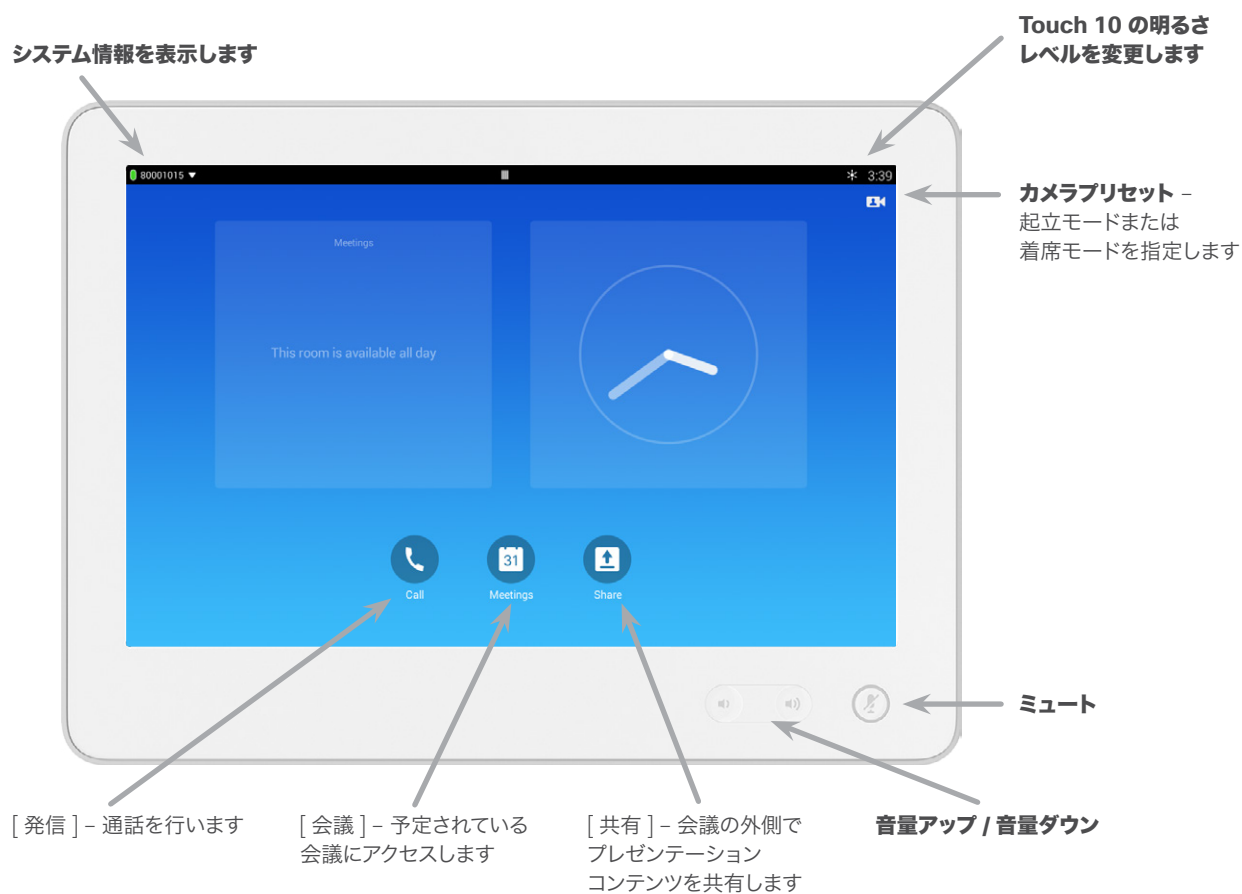 Touch 10 の明るさ
レベルを変更します
システム情報を表示します
80001015
3:39
カメラプリセット –
起立モードまたは
着席モードを指定します
Meetings
This room is available all day
31
Call
Meetings
Share
ミュート
[ 発信 ] – 通話を行います
[ 会議 ] – 予定されている
会議にアクセスします
[ 共有 ] – 会議の外側で
プレゼンテーション
コンテンツを共有します
音量アップ / 音量ダウン